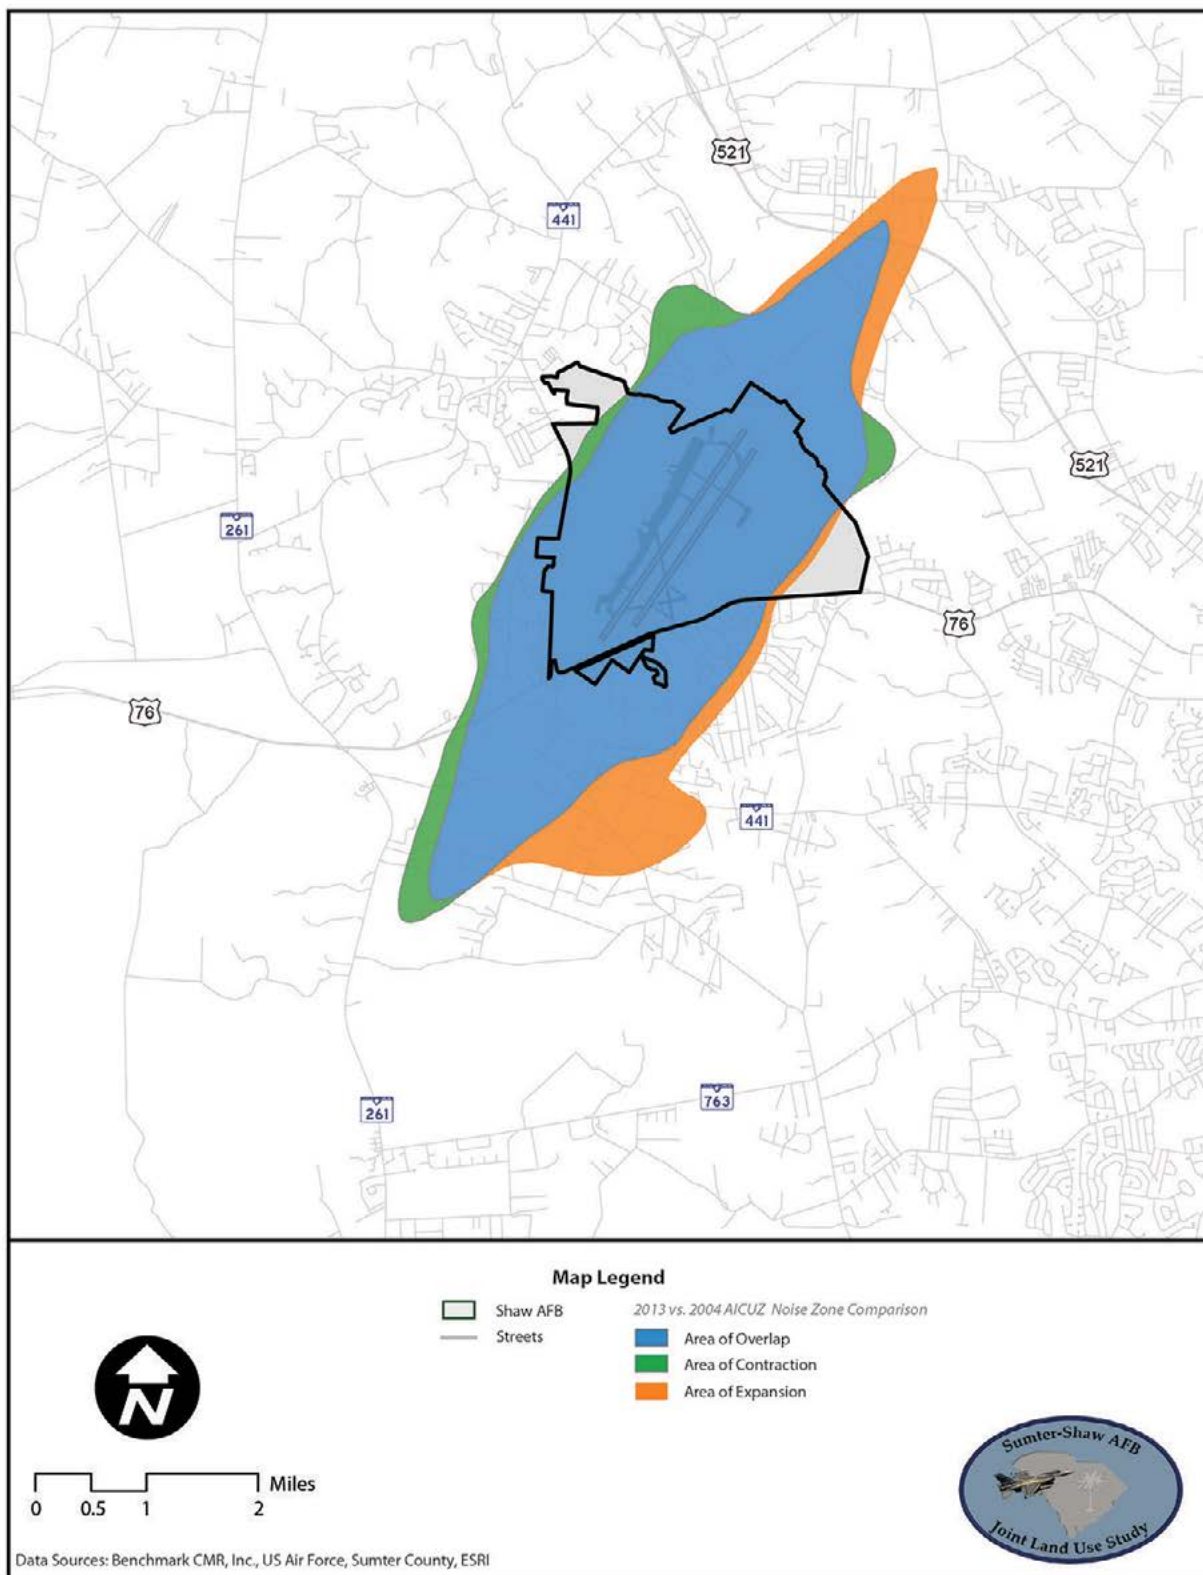 521
441
521
261
76
76
441
261
763
Map Legend
Shaw AFB
Streets
2013 vs. 2004 AICUZ Noise Zone Comparison
Area of Overlap
Area of Contraction
Area of Expansion
N
0 0.5 1 2 Miles
Sumter-Shaw AFB
Joint Land Use Study
Data Sources: Benchmark CMR, Inc., US Air Force, Sumter County, ESRI